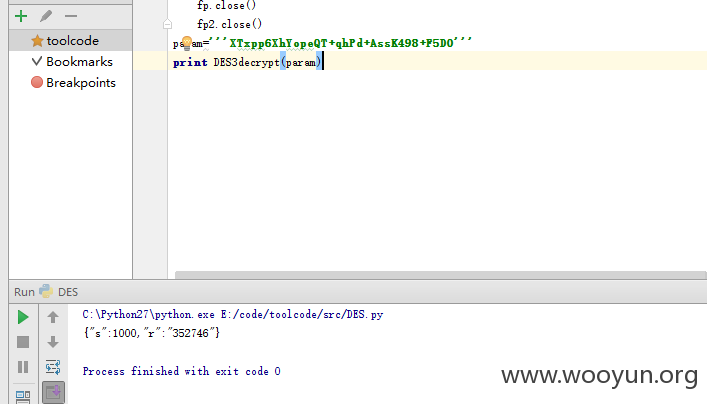 fp.close()
fp2.close()
toolcode
Bookmarks
Breakpoints
param='''XTxpp6XhYopeQT+qhPd+AssK498+F5D0'''
print DES3decrypt(param)
Run DES
C:\Python27\python.exe E:/code/toolcode/src/DES.py
{"s":1000,"r":"352746"}
Process finished with exit code 0
www.wooyun.org